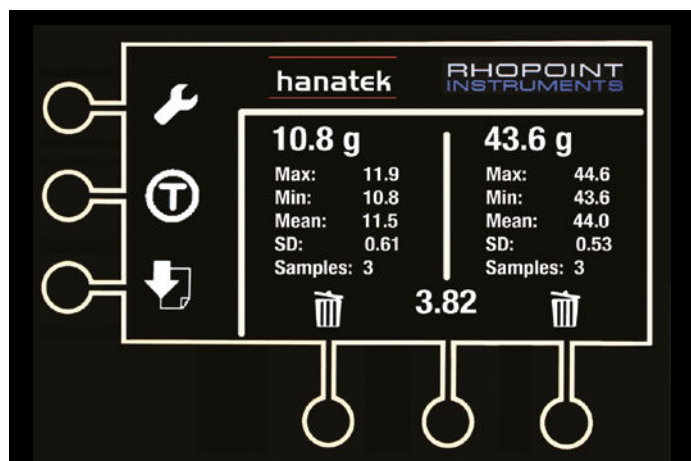 hanatek
RHOPOINT
INSTRUMENTS
T
10.8 g
Max: 11.9
Min: 10.8
Mean: 11.5
SD: 0.61
Samples: 3
43.6 g
Max: 44.6
Min: 43.6
Mean: 44.0
SD: 0.53
Samples: 3
3.82